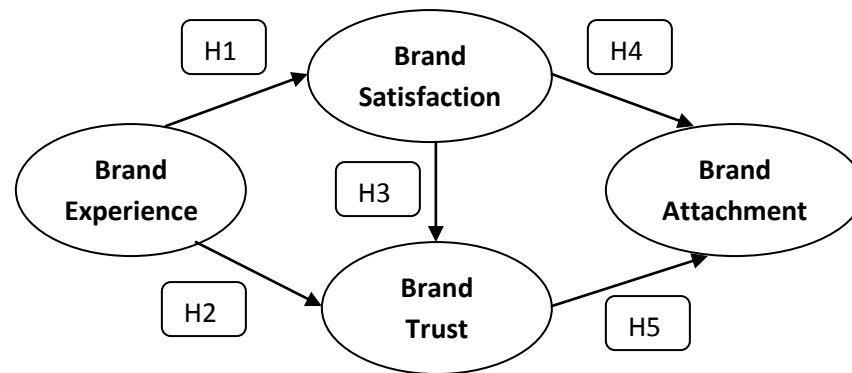 H1
Brand
Satisfaction
H4
Brand
Experience
H3
Brand
Attachment
H2
Brand
Trust
H5